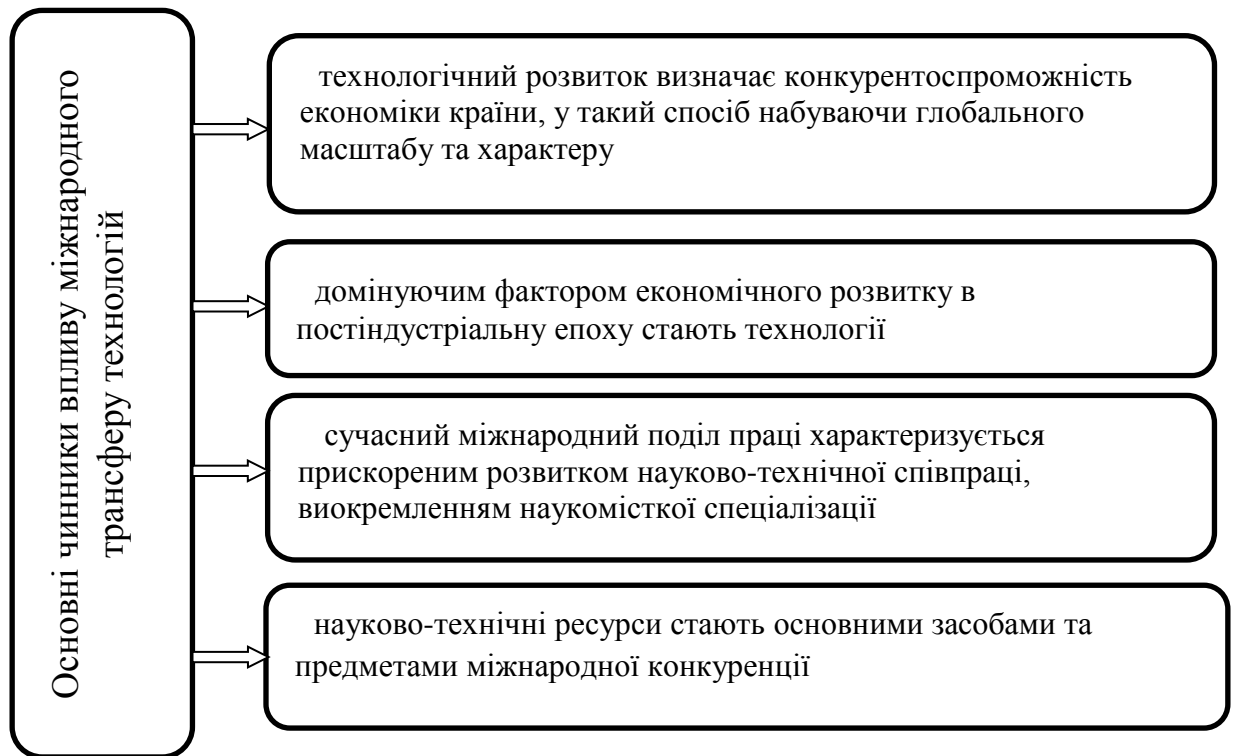 Основні чинники впливу міжнародного
трансферу технологій
технологічний розвиток визначає конкурентоспроможність
економіки країни, у такий спосіб набуваючи глобального
масштабу та характеру
домінуючим фактором економічного розвитку в
постіндустріальну епоху стають технології
сучасний міжнародний поділ праці характеризується
прискореним розвитком науково-технічної співпраці,
виокремленням наукомісткої спеціалізації
науково-технічні ресурси стають основними засобами та
предметами міжнародної конкуренції